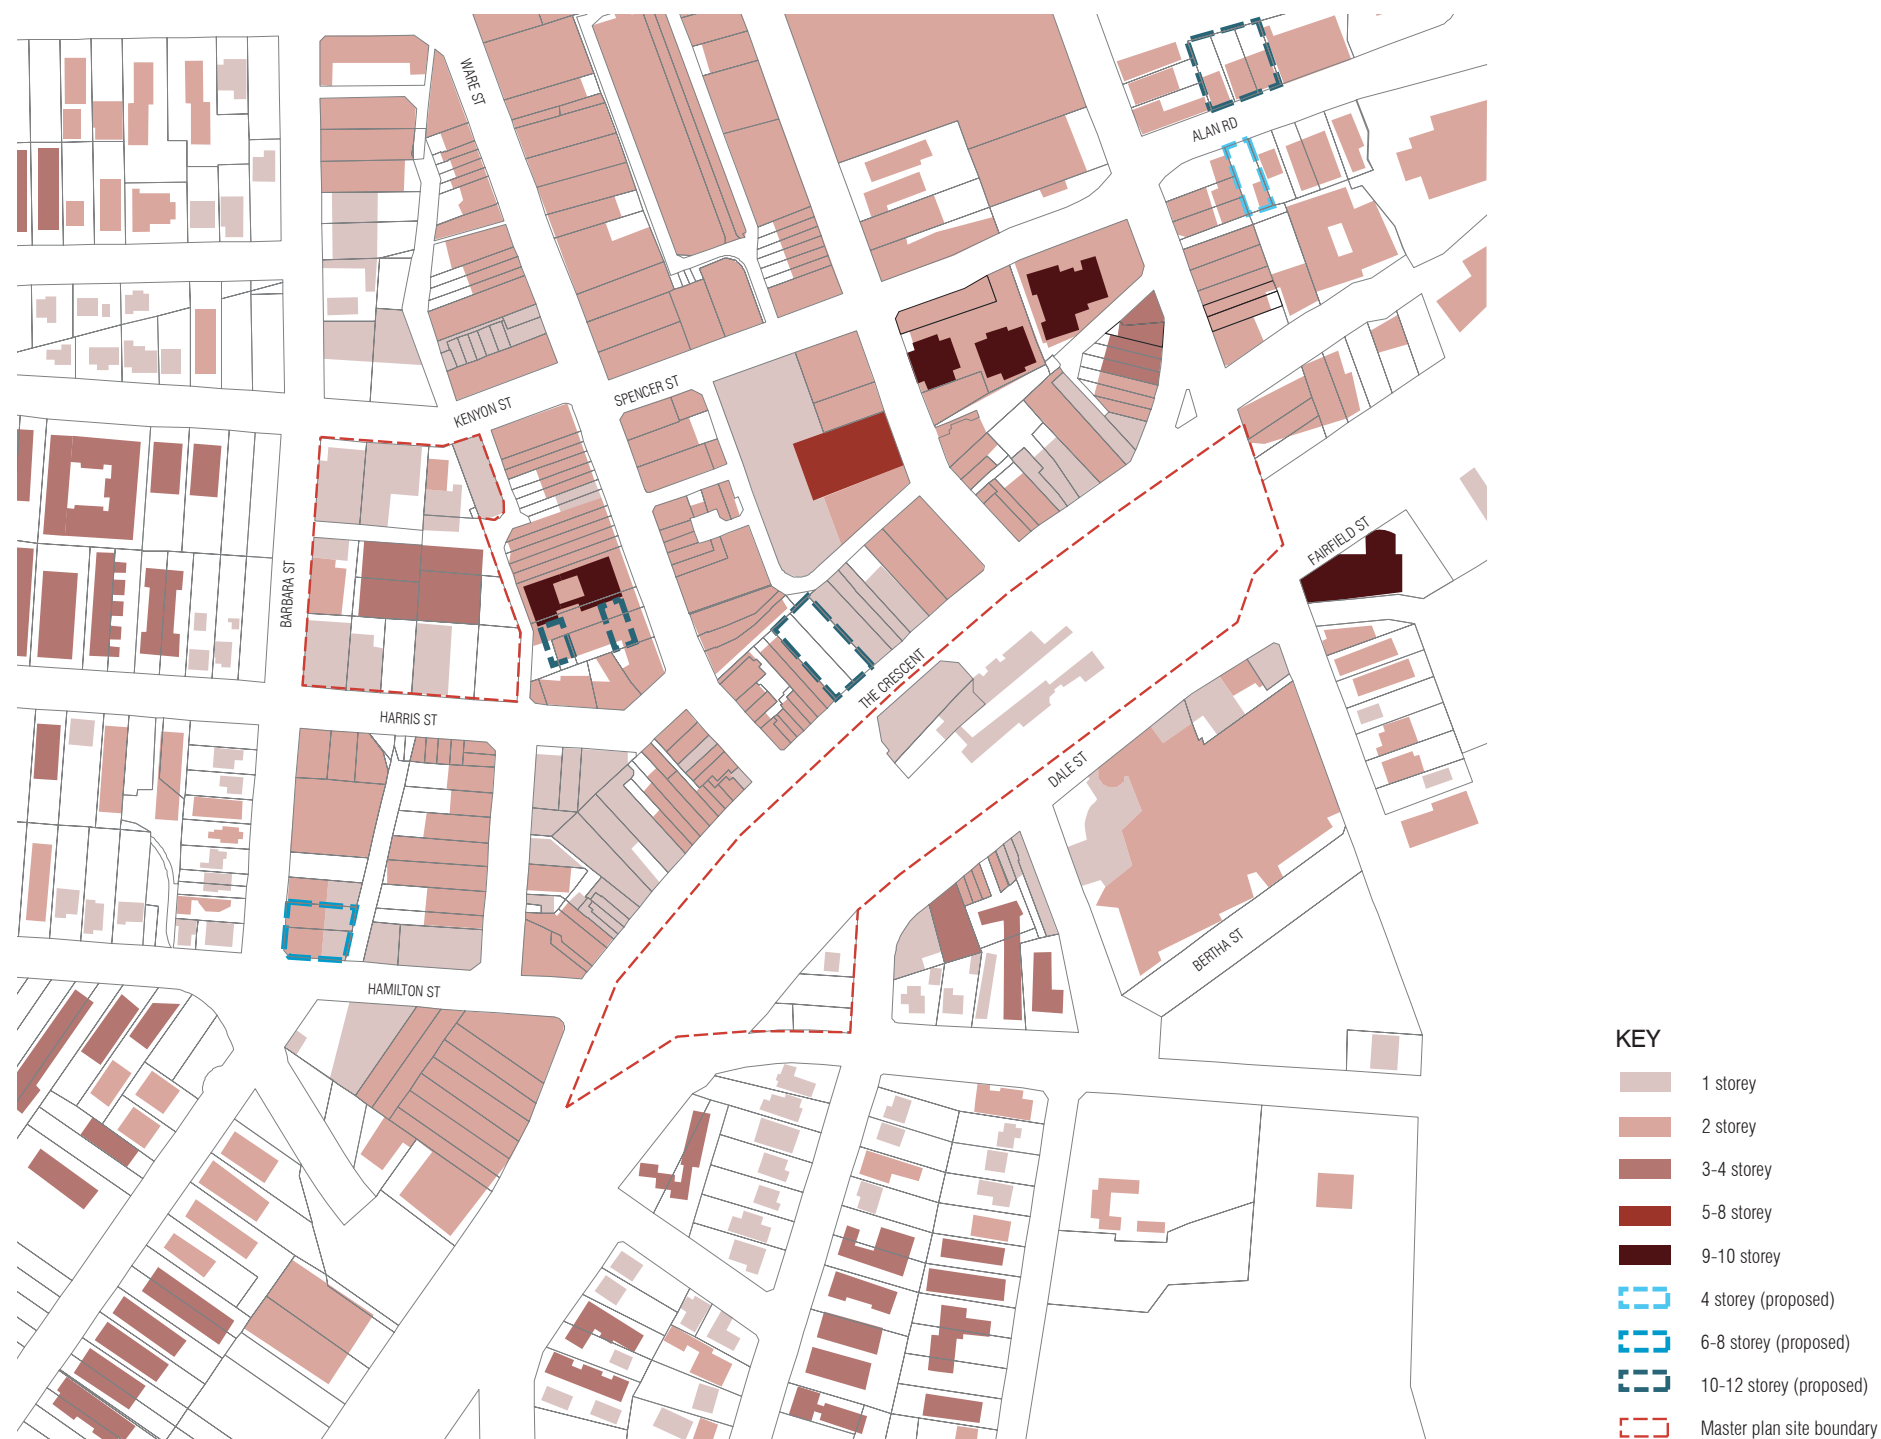 WARE ST
ALAN RD
SPENCER ST
KENYON ST
FAIRFIELD ST
BARBARA ST
THE CRESCENT
HARRIS ST
DALE ST
BERTHA ST
HAMILTON ST
KEY
1 storey
2 storey
3-4 storey
5-8 storey
9-10 storey
4 storey (proposed)
6-8 storey (proposed)
10-12 storey (proposed)
Master plan site boundary